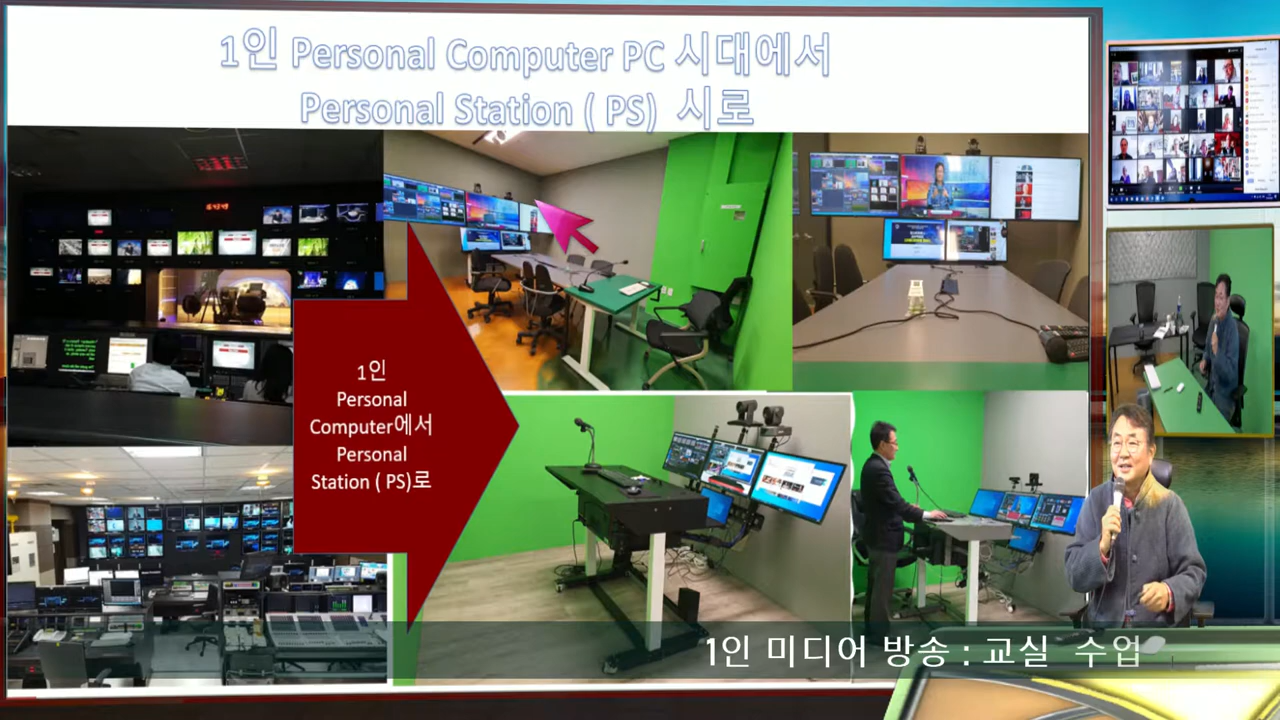 1인 Personal Computer PC 시대에서
Personal Station ( PS) 시로
1인
Personal
Computer에서
Personal
Station ( PS)로
1인 미디어 방송 : 교실 수업